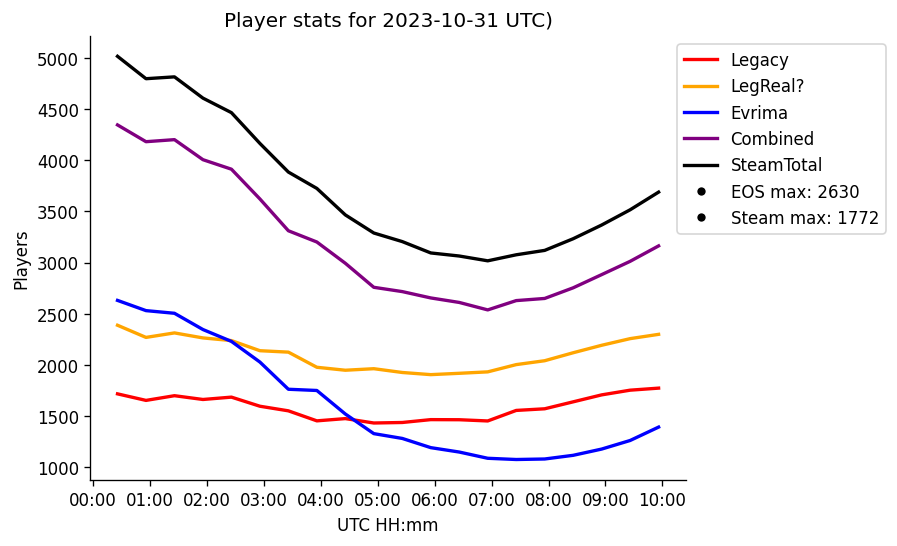 Player stats for 2023-10-31 UTC)
Legacy
LegReal?
Evrima
Combined
SteamTotal
EOS max: 2630
Steam max: 1772
Players
5000
4500
4000
3500
3000
2500
2000
1500
1000
00:00 01:00 02:00 03:00 04:00 05:00 06:00 07:00 08:00 09:00 10:00
UTC HH:mm